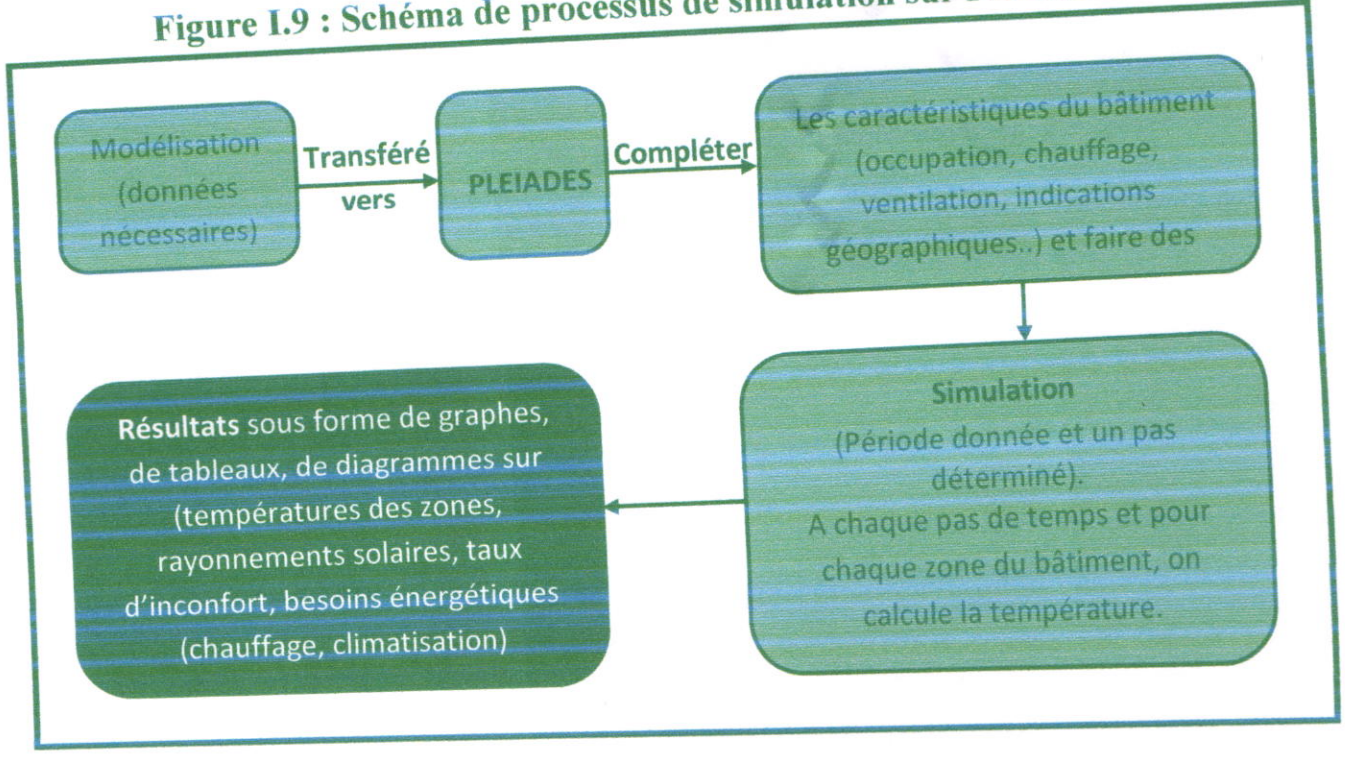 Figure I.9 : Schéma de processus de simulation sur
Modélisation
(données
nécessaires)
Transféré
vers
PLEIADES
Compléter
Les caractéristiques du bâtiment
(occupation, chauffage,
ventilation, indications
géographiques..) et faire des
Simulation
(Période donnée et un pas
déterminé).
A chaque pas de temps et pour
chaque zone du bâtiment, on
calcule la température.
Résultats sous forme de graphes,
de tableaux, de diagrammes sur
(températures des zones,
rayonnements solaires, taux
d'inconfort, besoins énergétiques
(chauffage, climatisation)